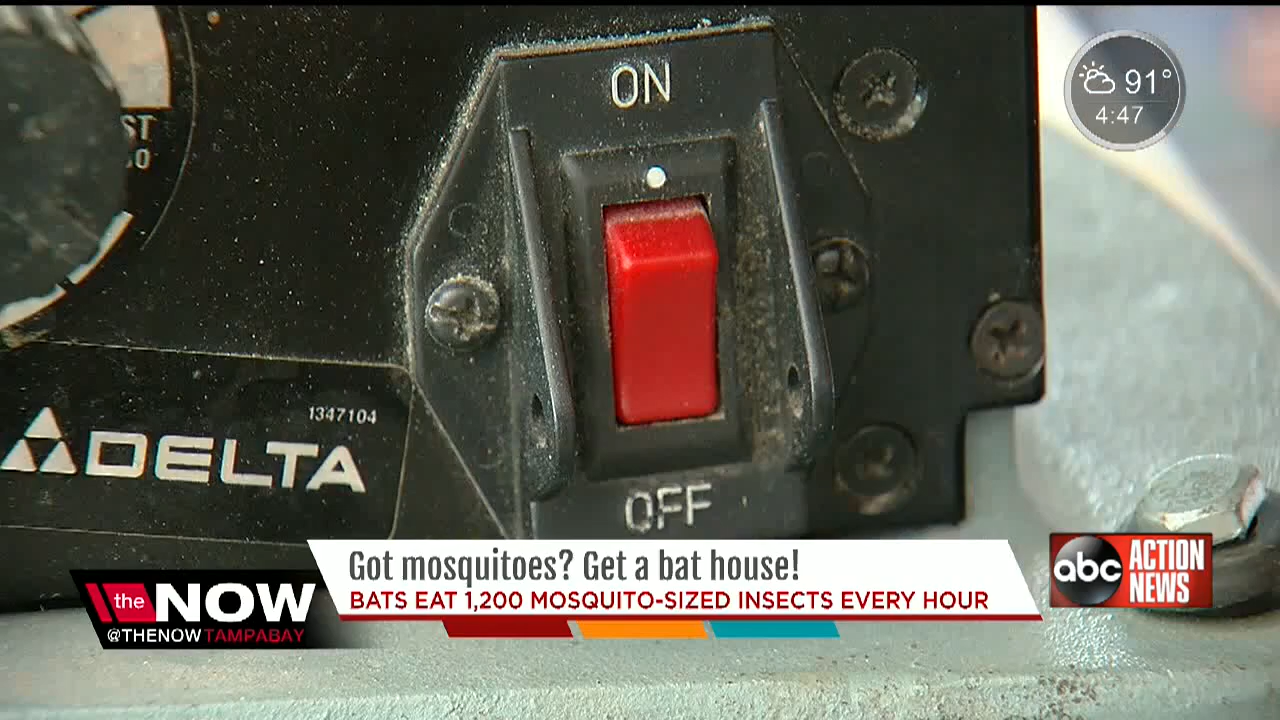 ON
91°
4:47
ST
1347104
DELTA
OFF
Got mosquitoes? Get a bat house!
BATS EAT 1,200 MOSQUITO-SIZED INSECTS EVERY HOUR
the NOW
@THENOWTAMPABAY
abc ACTION NEWS